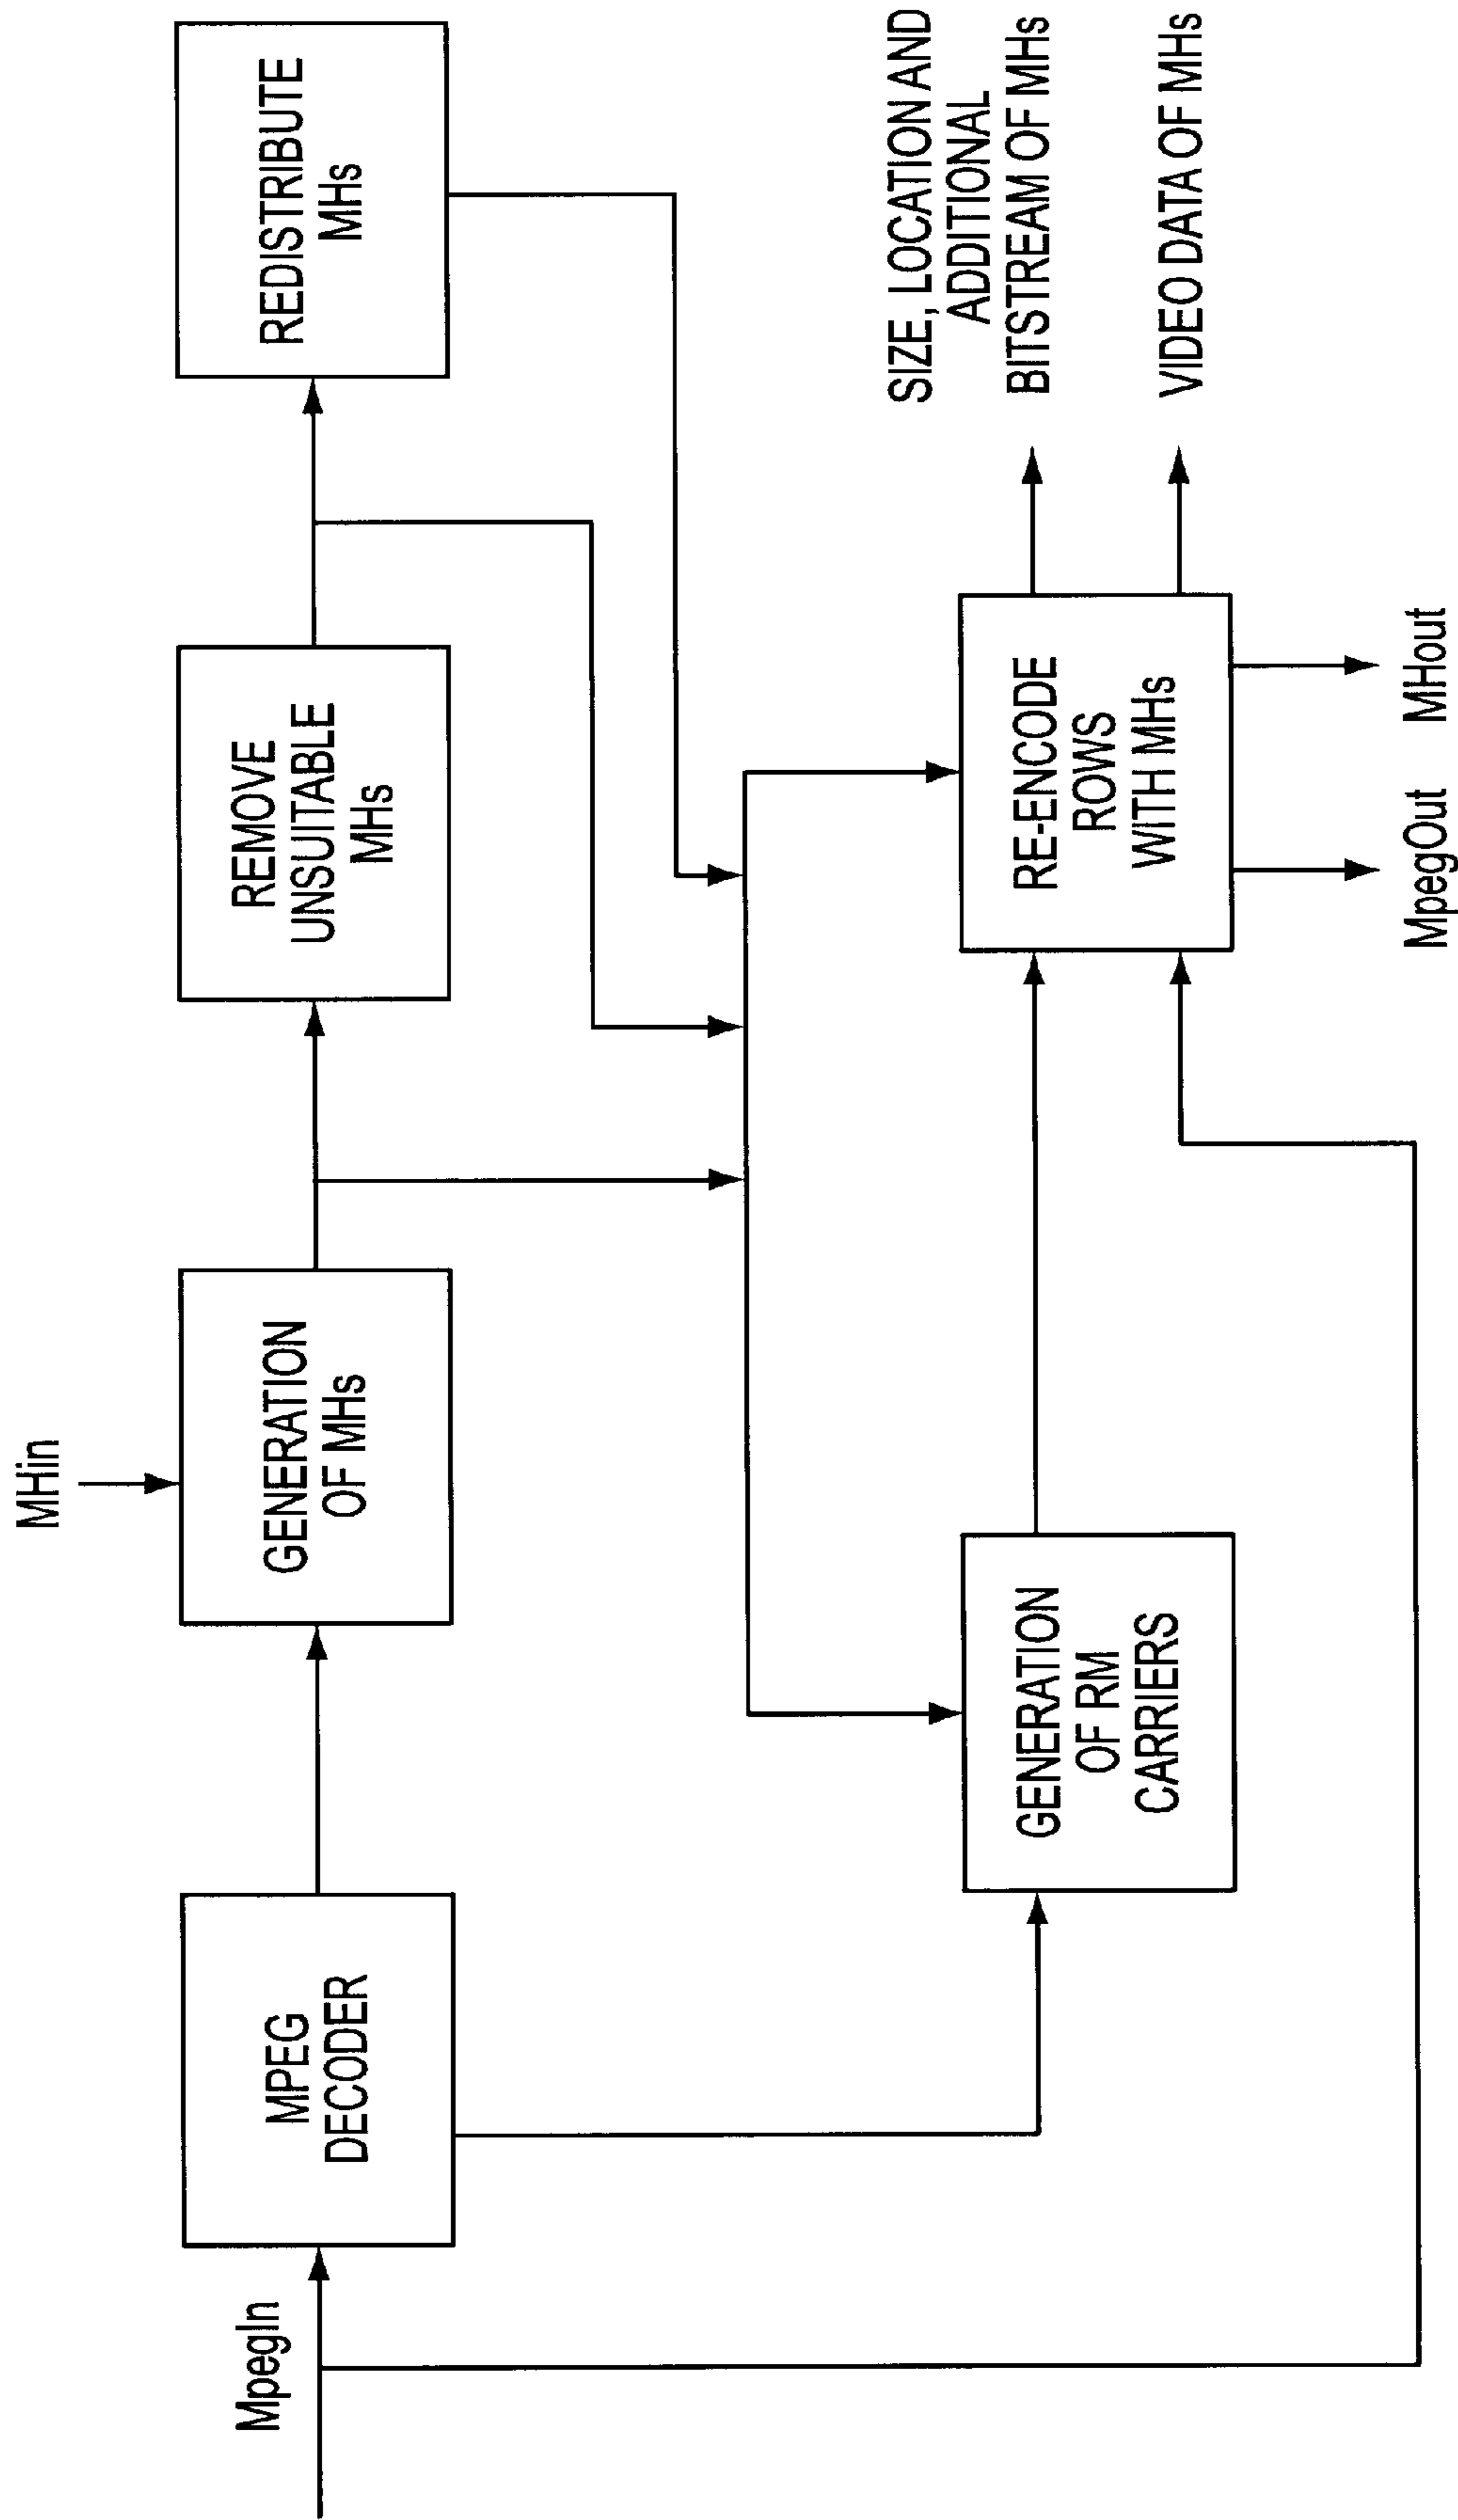 MpegIn
MPEG
DECODER
MHin
GENERATION
OF MHs
REMOVE
UNSUITABLE
MHs
REDISTRIBUTE
MHs
GENERATION
OF RM
CARRIERS
RE-ENCODE
ROWS
WITH MHs
SIZE, LOCATION AND
ADDITIONAL
BITSTREAM OF MHs
VIDEO DATA OF MHs
MpegOut
MHout